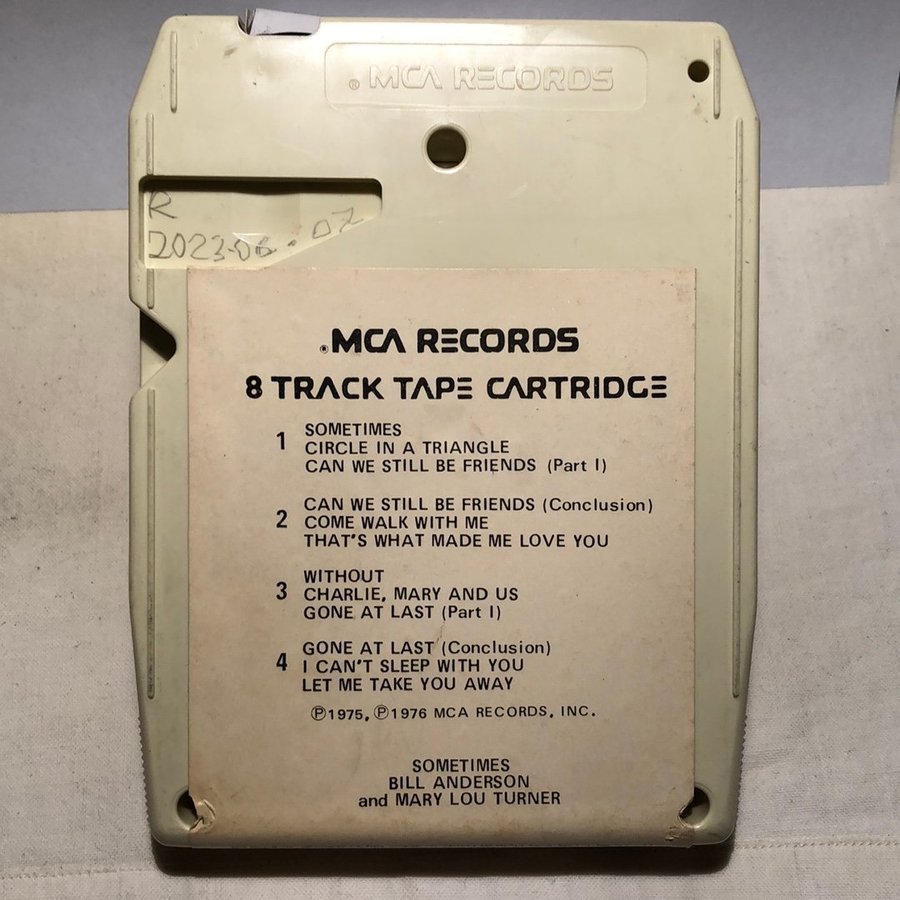 ® MCA RECORDS
R
2023-06-07
® MCA RECORDS
8 TRACK TAPE CARTRIDGE
1 SOMETIMES
CIRCLE IN A TRIANGLE
CAN WE STILL BE FRIENDS (Part I)
2 CAN WE STILL BE FRIENDS (Conclusion)
COME WALK WITH ME
THAT'S WHAT MADE ME LOVE YOU
3 WITHOUT
CHARLIE, MARY AND US
GONE AT LAST (Part I)
4 GONE AT LAST (Conclusion)
I CAN'T SLEEP WITH YOU
LET ME TAKE YOU AWAY
℗1975, ℗1976 MCA RECORDS, INC.
SOMETIMES
BILL ANDERSON
and MARY LOU TURNER